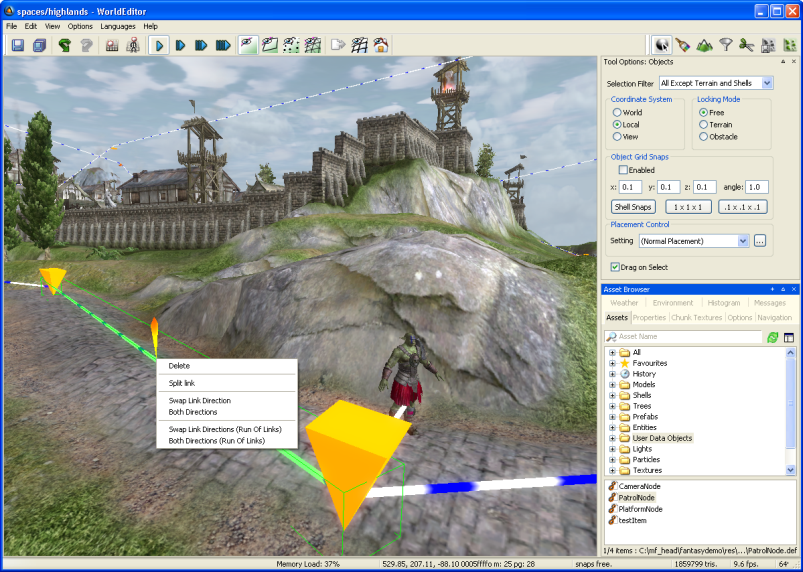 spaces/highlands - WorldEditor
File Edit View Options Languages Help
Tool Options: Objects
Selection Filter All Except Terrain and Shells
Coordinate System Locking Mode
World Free
Local Terrain
View Obstacle
Object Grid Snaps
Enabled
x: 0.1 y: 0.1 z: 0.1 angle: 1.0
Shell Snaps 1 x 1 x 1 .1 x .1 x .1
Placement Control
Setting (Normal Placement) ...
Drag on Select
Asset Browser
Weather Environment Histogram Messages
Assets Properties Chunk Textures Options Navigation
Asset Name
All
Favourites
History
Models
Shells
Trees
Prefabs
Entities
User Data Objects
Lights
Particles
Textures
CameraNode
PatrolNode
PlatformNode
testItem
1/4 items : C:\mf_head\fantasydemo\res\...\PatrolNode.def
Delete
Split link
Swap Link Direction
Both Directions
Swap Link Directions (Run Of Links)
Both Directions (Run Of Links)
Memory Load: 37% 529.85, 207.11, -88.10 0005ffffo m: 25 pg: 28 snaps free. 1859799 tris. 9.6 fps.